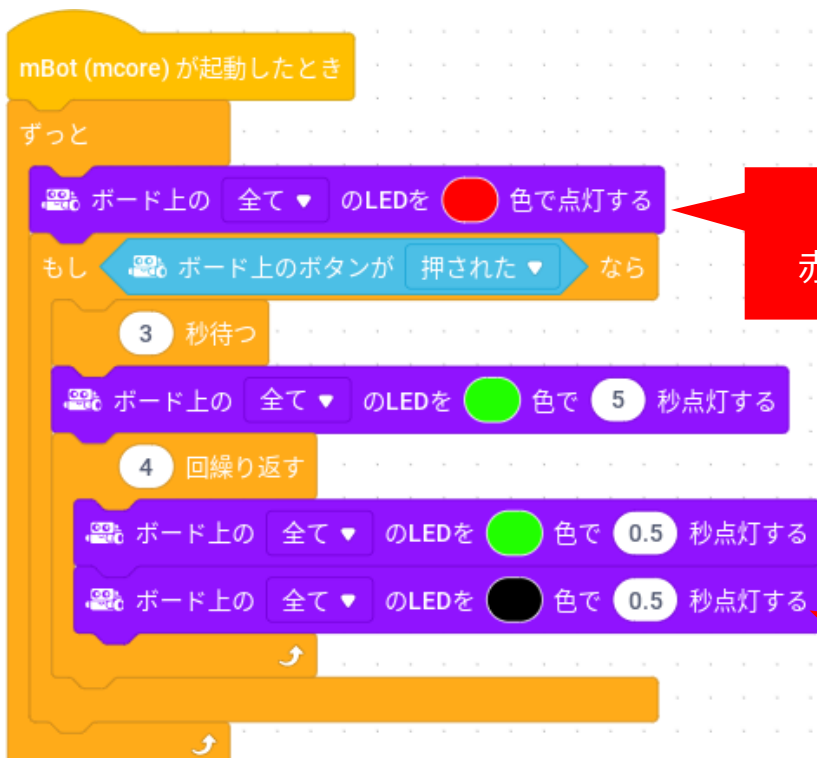 mBot (mcore) が起動したとき
ずっと
ボード上の 全て ▼ のLEDを 色で点灯する
もし ボード上のボタンが 押された ▼ なら
赤
3 秒待つ
ボード上の 全て ▼ のLEDを 色で 5 秒点灯する
4 回繰り返す
ボード上の 全て ▼ のLEDを 色で 0.5 秒点灯する
ボード上の 全て ▼ のLEDを 色で 0.5 秒点灯する